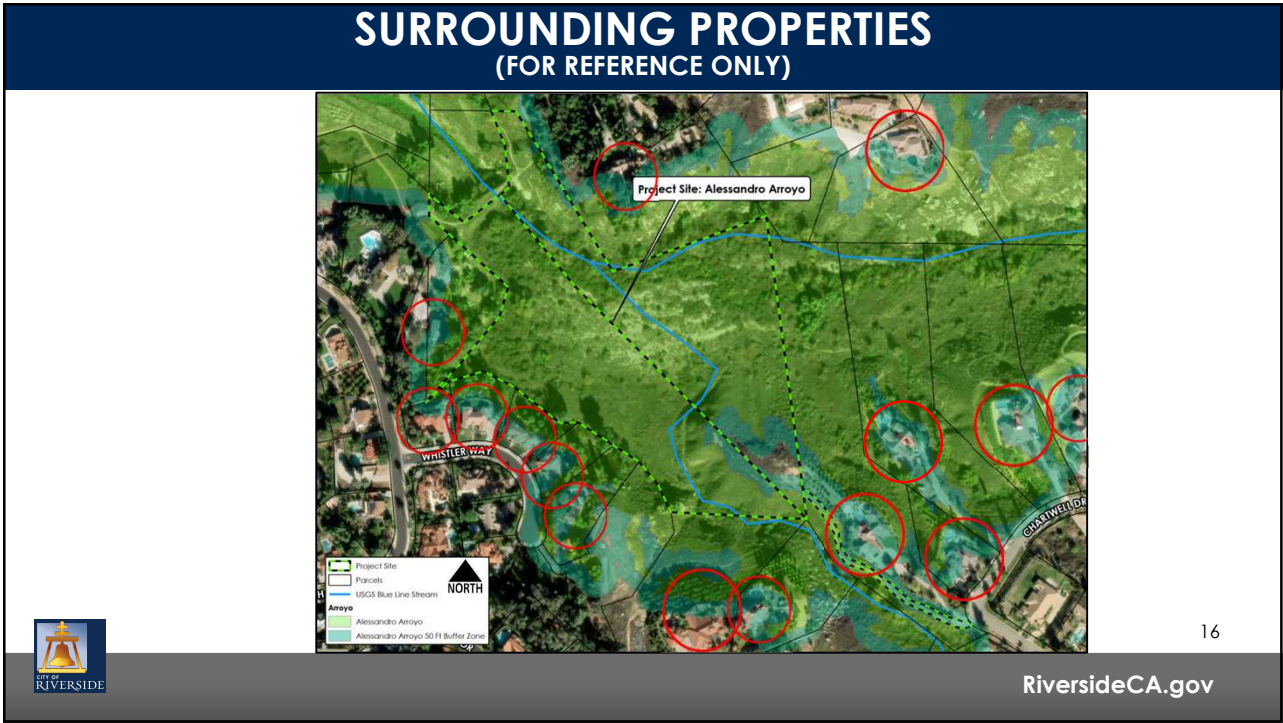 SURROUNDING PROPERTIES
(FOR REFERENCE ONLY)
Project Site: Alessandro Arroyo
WHISTLER WAY
CHARTWELL DR
Project Site
Parcels
USGS Blue Line Stream
NORTH
Arroyo
Alessandro Arroyo
Alessandro Arroyo 50 Ft Buffer Zone
H
DR
16
CITY OF
RIVERSIDE
RiversideCA.gov